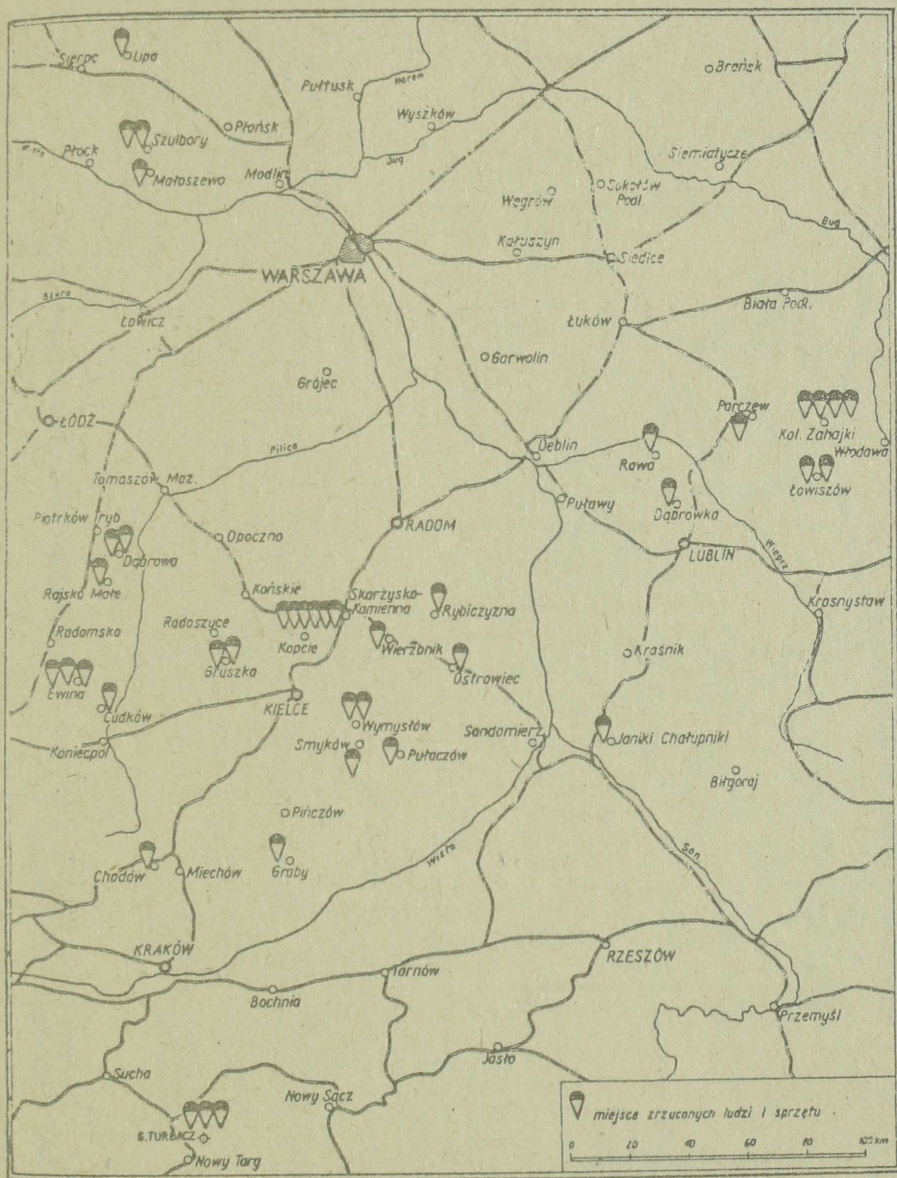 Lipa
Sierpc
Pułtusk
Narew
Brańsk
Płońsk
Wyszków
Szulbory
Płock
Bug
Siemiatycze
Małoszewo
Modlin
Węgrów
Sokołów
Podl.
Bug
Kałuszyn
Siedlce
WARSZAWA
Bzura
Biała Podl.
Łowicz
Łuków
Garwolin
Grójec
Parczew
ŁÓDŹ
Kol. Zahajki
Pilica
Dęblin
Rawa
Włodawa
Tomaszów Maz.
Łowiszów
Puławy
Dąbrówka
Piotrków Tryb
RADOM
Opoczno
LUBLIN
Wieprz
Dąbrowa
Rajsko Małe
Końskie
Skarżysko-
Kamienna
Rybiczyzna
Krasnystaw
Radoszyce
Kopcie
Radomsko
Wierzbnik
Kraśnik
Gruszka
Ostrowiec
Ewina
KIELCE
Cudków
Wymysłów
Sandomierz
Janiki Chałupniki
Koniecpol
Smyków
Pułaczów
Biłgoraj
Pińczów
Wisła
San
Chodów
Miechów
Graby
KRAKÓW
RZESZÓW
Tarnów
Bochnia
Przemyśl
Jasło
Sucha
Nowy Sącz
G. TURBACZ
Nowy Targ
miejsce zrzucanych ludzi i sprzętu
0 20 40 60 80 100 km